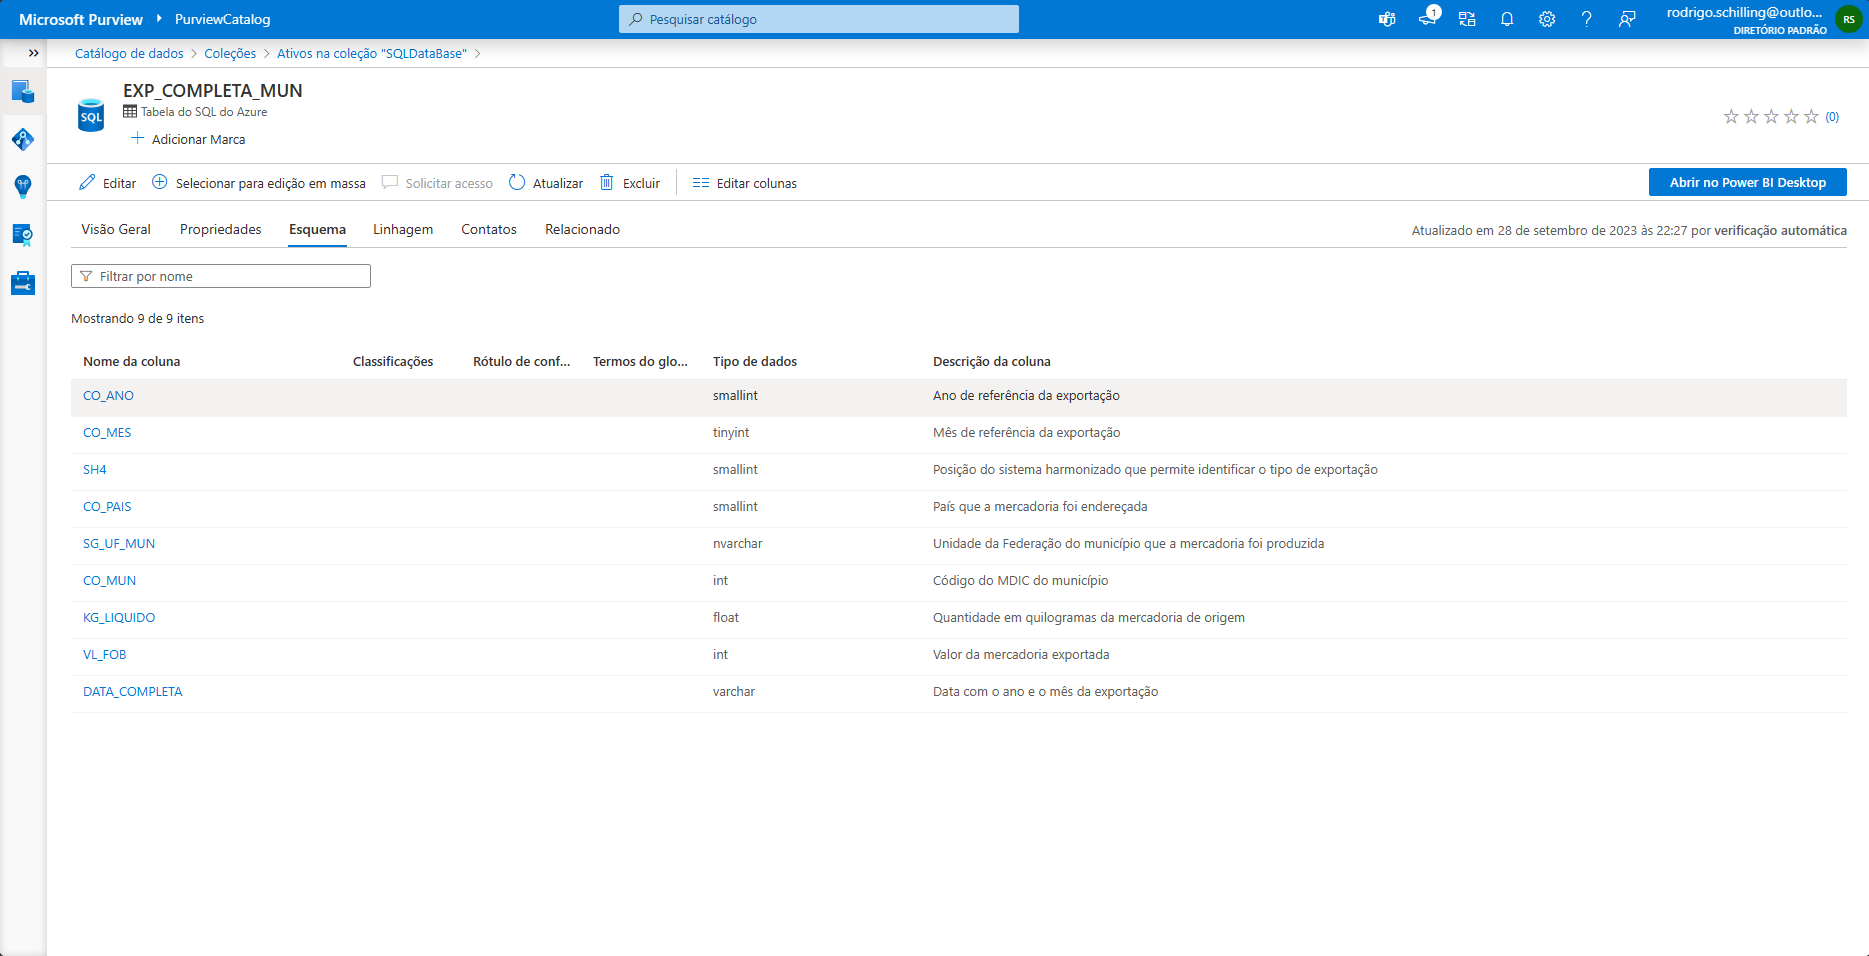 Microsoft Purview PurviewCatalog Pesquisar catálogo 1 rodrigo.schilling@outlo... RS
DIRETÓRIO PADRÃO
Catálogo de dados > Coleções > Ativos na coleção "SQLDataBase" >
EXP_COMPLETA_MUN
SQL
Tabela do SQL do Azure
(0)
Adicionar Marca
Editar Selecionar para edição em massa Solicitar acesso Atualizar Excluir Editar colunas Abrir no Power BI Desktop
Visão Geral Propriedades Esquema Linhagem Contatos Relacionado Atualizado em 28 de setembro de 2023 às 22:27 por verificação automática
Filtrar por nome
Mostrando 9 de 9 itens
Nome da coluna Classificações Rótulo de conf... Termos do glo... Tipo de dados Descrição da coluna
CO_ANO smallint Ano de referência da exportação
CO_MES tinyint Mês de referência da exportação
SH4 smallint Posição do sistema harmonizado que permite identificar o tipo de exportação
CO_PAIS smallint País que a mercadoria foi endereçada
SG_UF_MUN nvarchar Unidade da Federação do município que a mercadoria foi produzida
CO_MUN int Código do MDIC do município
KG_LIQUIDO float Quantidade em quilogramas da mercadoria de origem
VL_FOB int Valor da mercadoria exportada
DATA_COMPLETA varchar Data com o ano e o mês da exportação